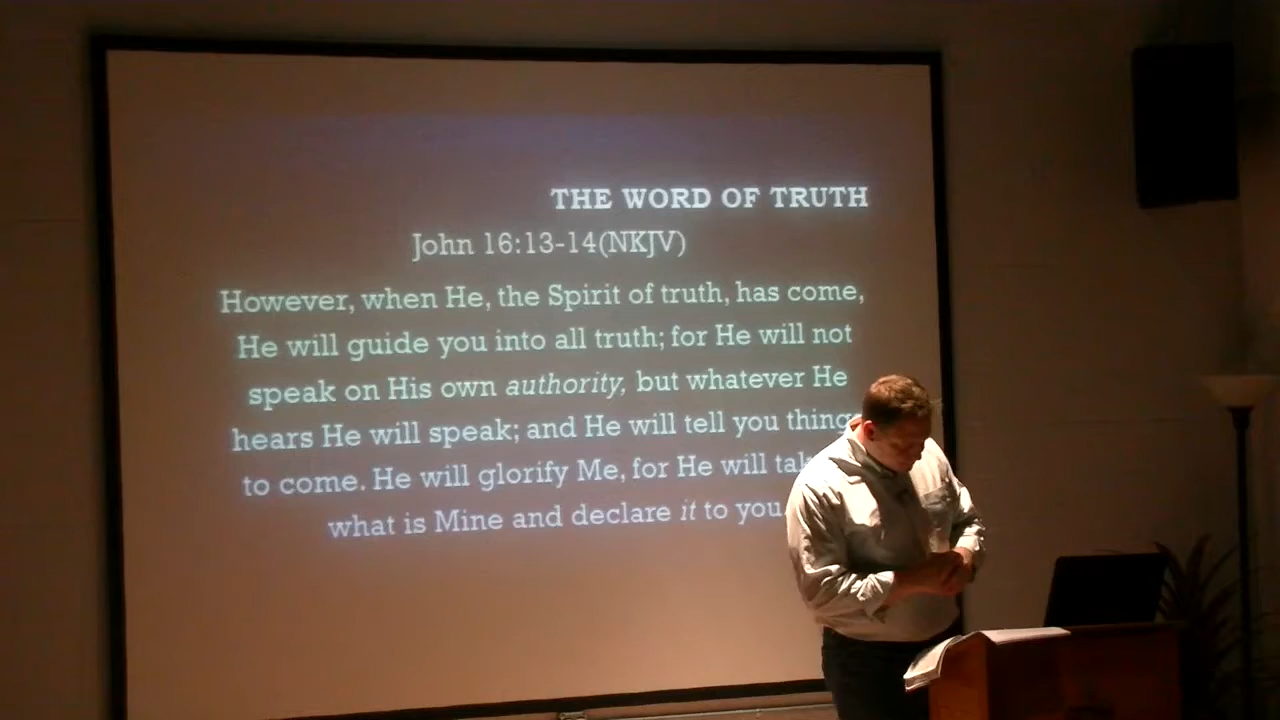 THE WORD OF TRUTH
John 16:13-14(NKJV)
However, when He, the Spirit of truth, has come,
He will guide you into all truth; for He will not
speak on His own authority, but whatever He
hears He will speak; and He will tell you things
to come. He will glorify Me, for He will
what is Mine and declare it to you.